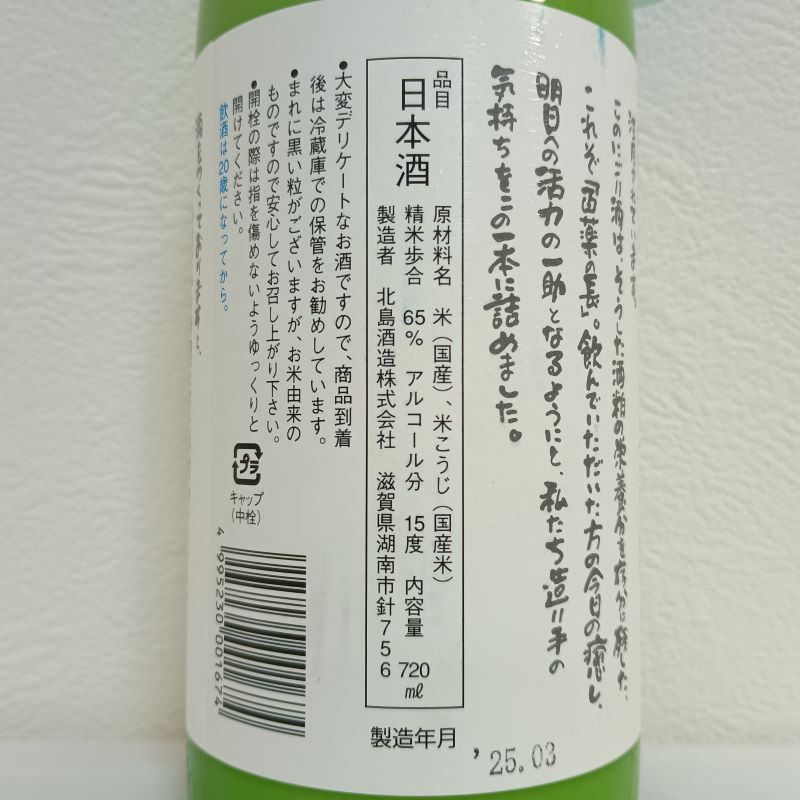 このにごり酒は、そうした酒粕の栄養分を存分に残した、
これぞ「百薬の長」。飲んでいただいた方の今日の癒し、
明日への活力の一助となるようにと、私たち造り手の
気持ちをこの一本に詰めました。
品目 日本酒
原材料名 米(国産)、米こうじ(国産米)
精米歩合 65% アルコール分 15度 内容量 720㎖
製造者 北島酒造株式会社 滋賀県湖南市針756
製造年月 '25.03
●大変デリケートなお酒ですので、商品到着
後は冷蔵庫での保管をお勧めしています。
●まれに黒い粒がございますが、お米由来の
ものですので安心してお召し上がり下さい。
●開栓の際は指を傷めないようゆっくりと
開けてください。
飲酒は20歳になってから。
プラ
キャップ
(中栓)
4995230001674